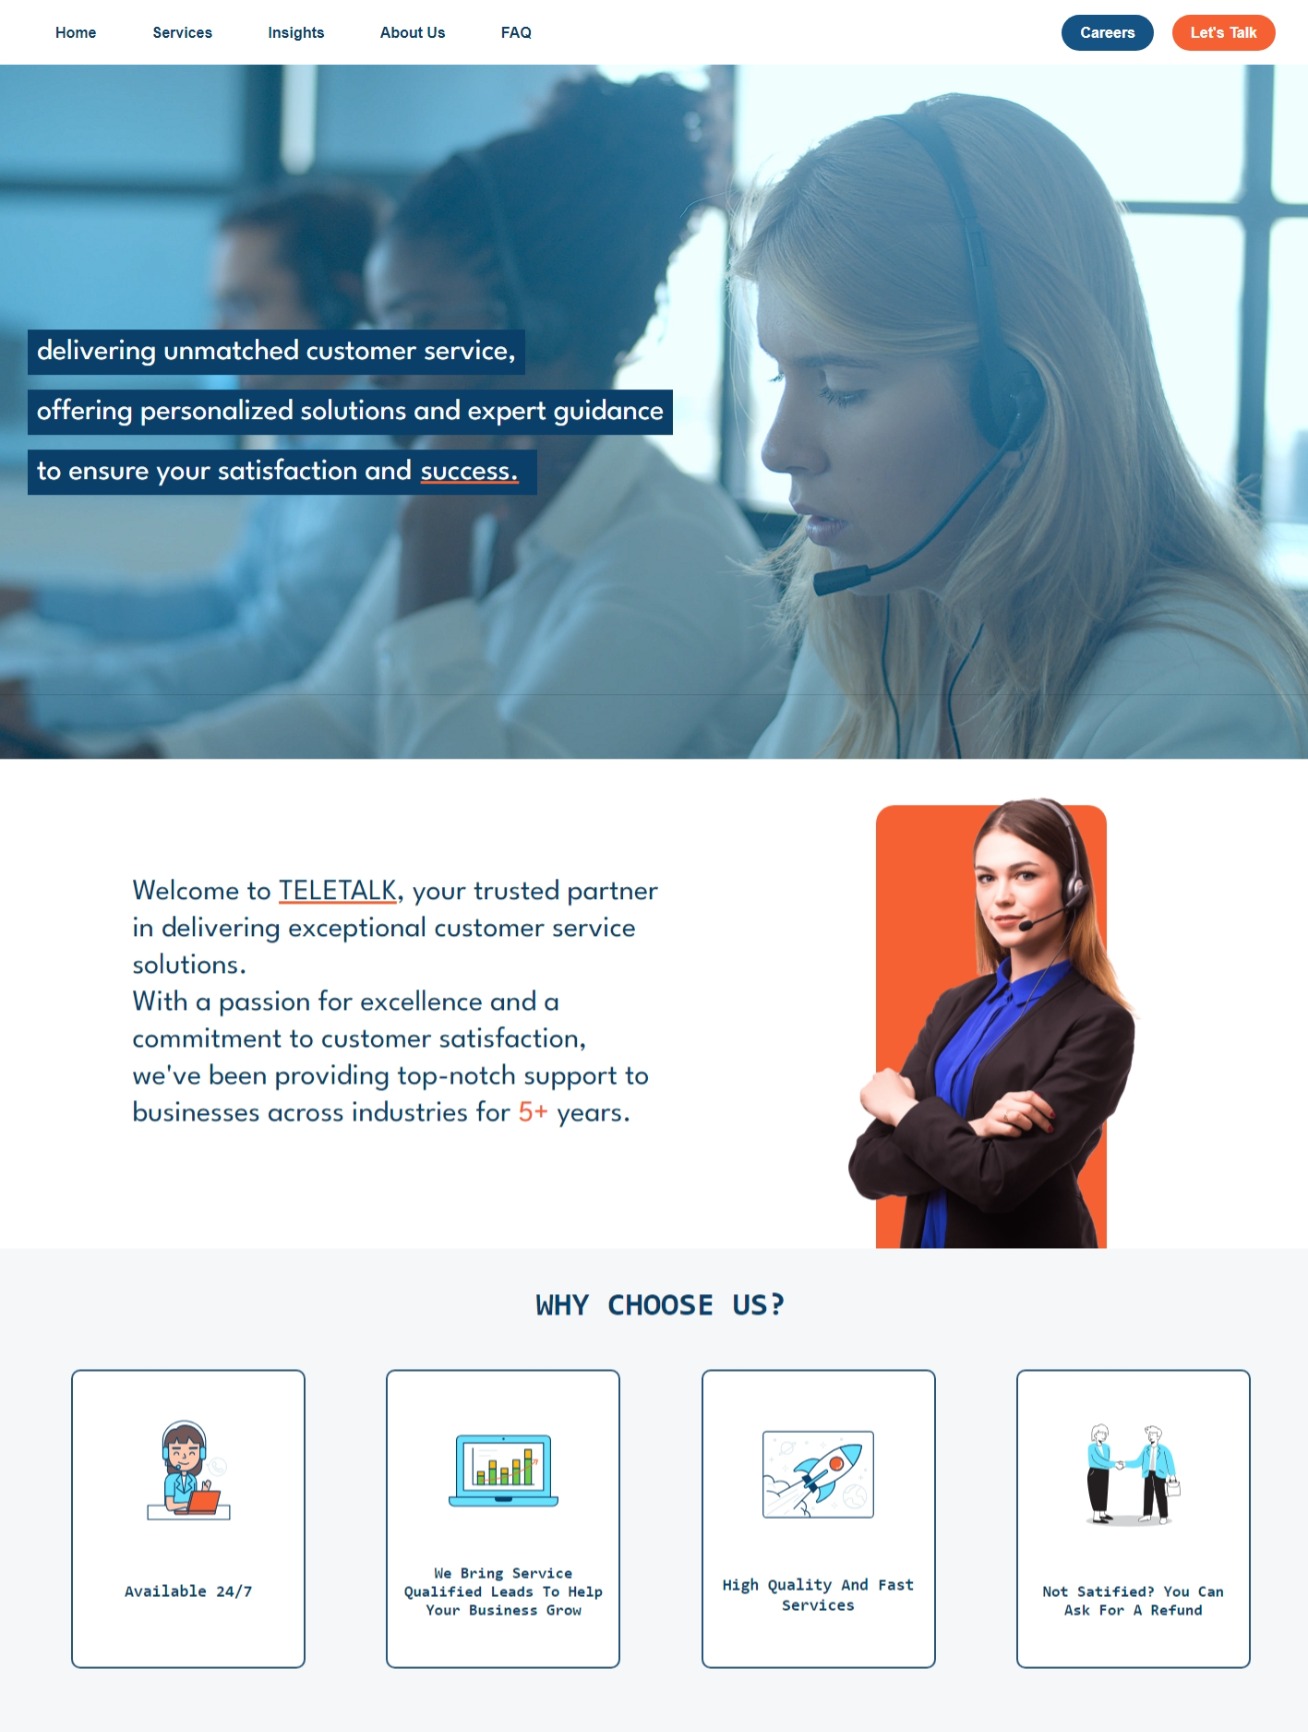 Home Services Insights About Us FAQ Careers Let's Talk
delivering unmatched customer service,
offering personalized solutions and expert guidance
to ensure your satisfaction and success.
Welcome to TELETALK, your trusted partner
in delivering exceptional customer service
solutions.
With a passion for excellence and a
commitment to customer satisfaction,
we've been providing top-notch support to
businesses across industries for 5+ years.
WHY CHOOSE US?
Available 24/7
We Bring Service
Qualified Leads To Help
Your Business Grow
High Quality And Fast
Services
Not Satified? You Can
Ask For A Refund